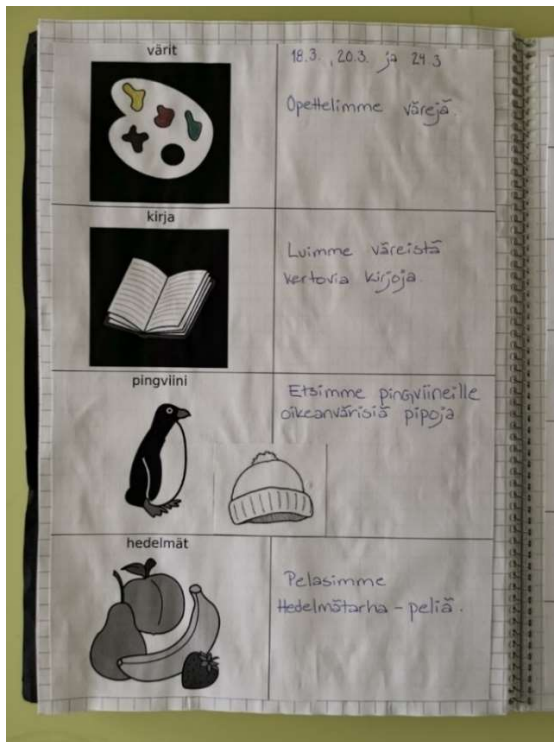 värit
18.3., 20.3. ja 24.3
Opettelimme värejä.
kirja
Luimme väreistä
kertovia kirjoja.
pingviini
Etsimme pingviineille
oikeanvärisiä pipoja
hedelmät
Pelasimme
Hedelmätarha-peliä.